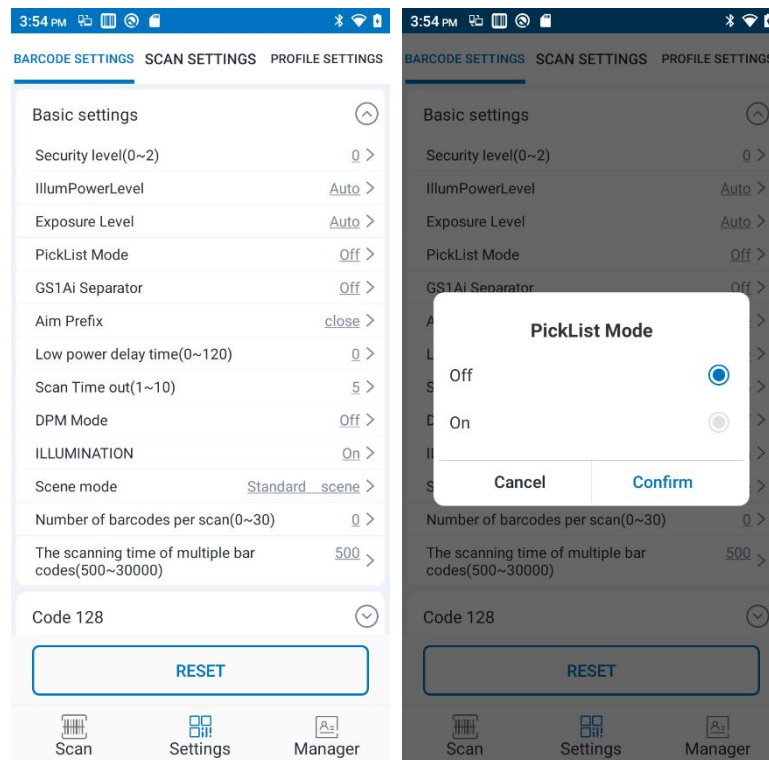 3:54 PM
BARCODE SETTINGS SCAN SETTINGS PROFILE SETTINGS
Basic settings
Security level(0~2) 0
IllumPowerLevel Auto
Exposure Level Auto
PickList Mode Off
GS1Ai Separator Off
Aim Prefix close
Low power delay time(0~120) 0
Scan Time out(1~10) 5
DPM Mode Off
ILLUMINATION On
Scene mode Standard scene
Number of barcodes per scan(0~30) 0
The scanning time of multiple bar 500
codes(500~30000)
Code 128
RESET
Scan Settings Manager
3:54 PM
BARCODE SETTINGS SCAN SETTINGS PROFILE SETTINGS
Basic settings
Security level(0~2) 0
IllumPowerLevel Auto
Exposure Level Auto
PickList Mode Off
GS1Ai Separator Off
A
PickList Mode
L
Off
S
D
On
Il
Cancel Confirm
S
Number of barcodes per scan(0~30) 0
The scanning time of multiple bar 500
codes(500~30000)
Code 128
RESET
Scan Settings Manager